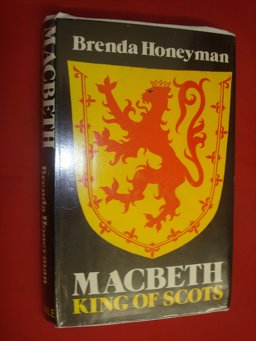 Brenda Honeyman
MACBETH
KING OF SCOTS
MACBETH
Brenda Honeyman